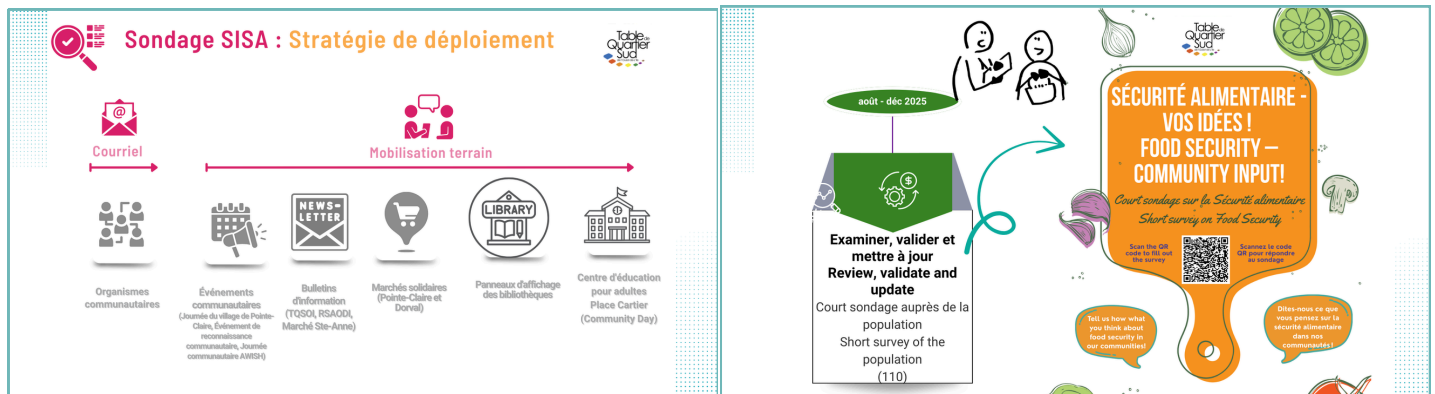 Sondage SISA : Stratégie de déploiement
Table de
Quartier
Sud
@
Courriel
Mobilisation terrain
NEWS-
LETTER
LIBRARY
Organismes
communautaires
Événements
communautaires
(Journée du village de Pointe-
Claire, Événement de
reconnaissance
communautaire, Journée
communautaire AWISH)
Bulletins
d'information
(TQSOI, RSAODI,
Marché Ste-Anne)
Marchés solidaires
(Pointe-Claire et
Dorval)
Panneaux d'affichage
des bibliothèques
Centre d'éducation
pour adultes
Place Cartier
(Community Day)
août - déc 2025
$
Examiner, valider et
mettre à jour
Review, validate and
update
Court sondage auprès de la
population
Short survey of the
population
(110)
Table de
Quartier
Sud
SÉCURITÉ ALIMENTAIRE -
VOS IDÉES !
FOOD SECURITY –
COMMUNITY INPUT!
Court sondage sur la Sécurité alimentaire
Short survey on Food Security
Scan the QR
code to fill out
the survey
Scannez le code
QR pour répondre
au sondage
Tell us how what
you think about
food security in
our communities!
Dites-nous ce que
vous pensez sur la
sécurité alimentaire
dans nos
communautés !